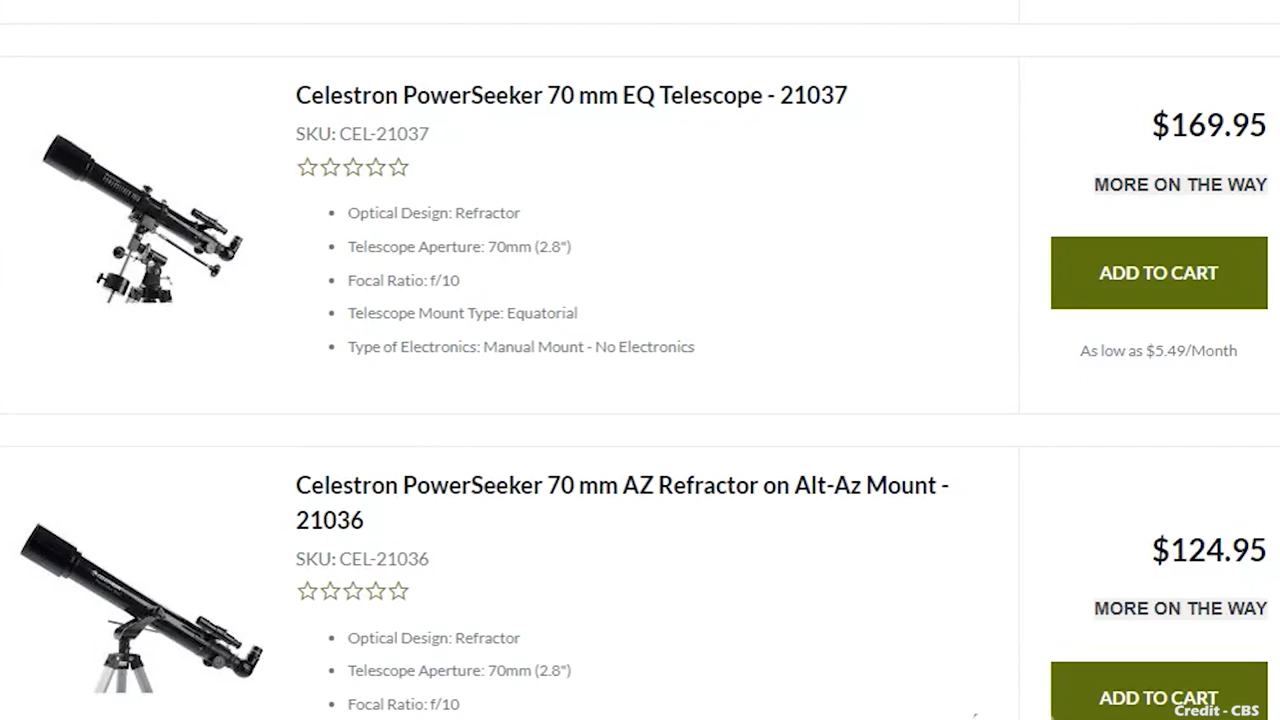 Celestron PowerSeeker 70 mm EQ Telescope - 21037
SKU: CEL-21037
Optical Design: Refractor
Telescope Aperture: 70mm (2.8")
Focal Ratio: f/10
Telescope Mount Type: Equatorial
Type of Electronics: Manual Mount - No Electronics
$169.95
MORE ON THE WAY
ADD TO CART
As low as $5.49/Month
Celestron PowerSeeker 70 mm AZ Refractor on Alt-Az Mount -
21036
SKU: CEL-21036
Optical Design: Refractor
Telescope Aperture: 70mm (2.8")
Focal Ratio: f/10
$124.95
MORE ON THE WAY
ADD TO CART
Credit - CBS